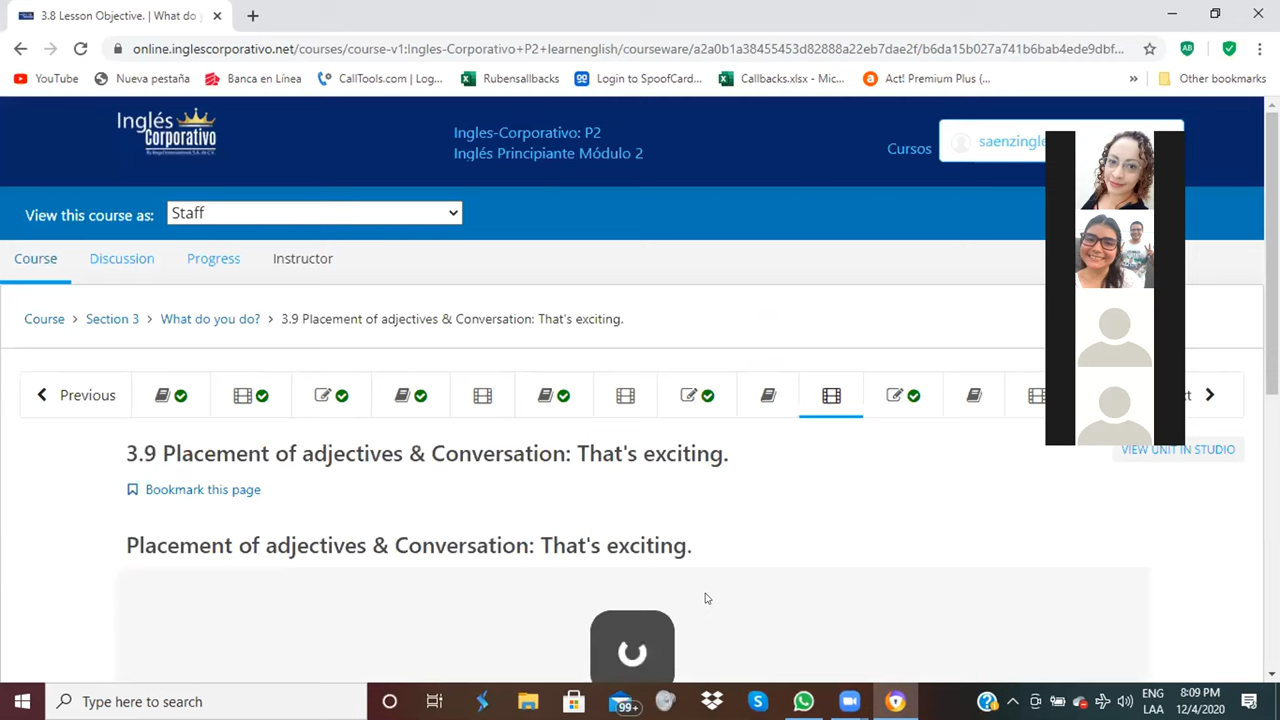 3.8 Lesson Objective. | What do yo
online.inglescorporativo.net/courses/course-v1:Ingles-Corporativo+P2+learnenglish/courseware/a2a0b1a38455453d82888a22eb7dae2f/b6da15b027a741b6bab4ede9dbf...
YouTube
Nueva pestaña
Banca en Línea
CallTools.com | Log...
Rubensallbacks
Login to SpoofCard...
Callbacks.xlsx - Mic...
Act! Premium Plus (...
»
Other bookmarks
Inglés
Corporativo
Ingles-Corporativo: P2
Inglés Principiante Módulo 2
Cursos
saenzingle
View this course as:
Staff
Course
Discussion
Progress
Instructor
Course > Section 3 > What do you do? > 3.9 Placement of adjectives & Conversation: That's exciting.
Previous
3.9 Placement of adjectives & Conversation: That's exciting.
VIEW UNIT IN STUDIO
Bookmark this page
Placement of adjectives & Conversation: That's exciting.
Type here to search
99+
ENG
LAA
8:09 PM
12/4/2020